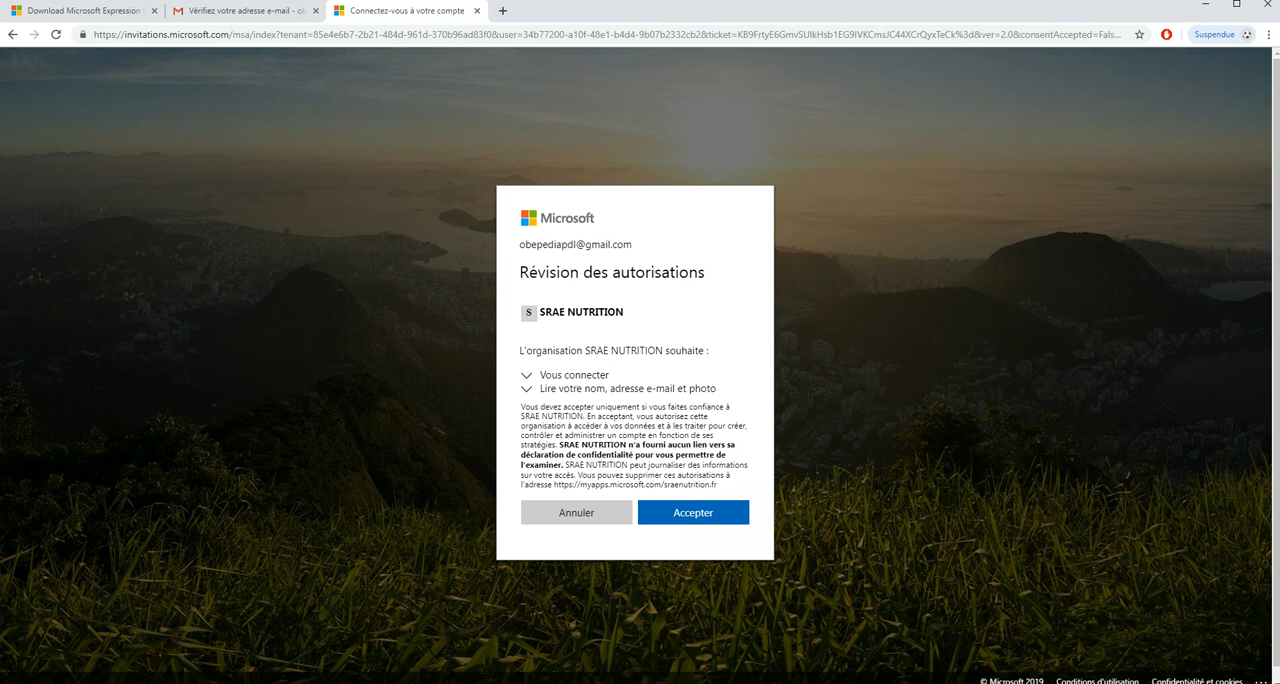 Download Microsoft Expression
Vérifiez votre adresse e-mail - ob
Connectez-vous à votre compte
https://invitations.microsoft.com/msa/index?tenant=85e4e6b7-2b21-484d-961d-370b96ad83f0&user=34b77200-a10f-48e1-b4d4-9b07b2332cb2&ticket=KB9FrtyE6GmvSUIkHsb1EG9IVKCmsJC44XCrQyxTeCk%3d&ver=2.0&consentAccepted=Fals...
Suspendue
Microsoft
obepediapdl@gmail.com
Révision des autorisations
S SRAE NUTRITION
L'organisation SRAE NUTRITION souhaite :
Vous connecter
Lire votre nom, adresse e-mail et photo
Vous devez accepter uniquement si vous faites confiance à
SRAE NUTRITION. En acceptant, vous autorisez cette
organisation à accéder à vos données et à les traiter pour créer,
contrôler et administrer un compte en fonction de ses
stratégies. SRAE NUTRITION n'a fourni aucun lien vers sa
déclaration de confidentialité pour vous permettre de
l'examiner. SRAE NUTRITION peut journaliser des informations
sur votre accès. Vous pouvez supprimer ces autorisations à
l'adresse https://myapps.microsoft.com/sraenutrition.fr
Annuler
Accepter
© Microsoft 2019 Conditions d'utilisation Confidentialité et cookies ...